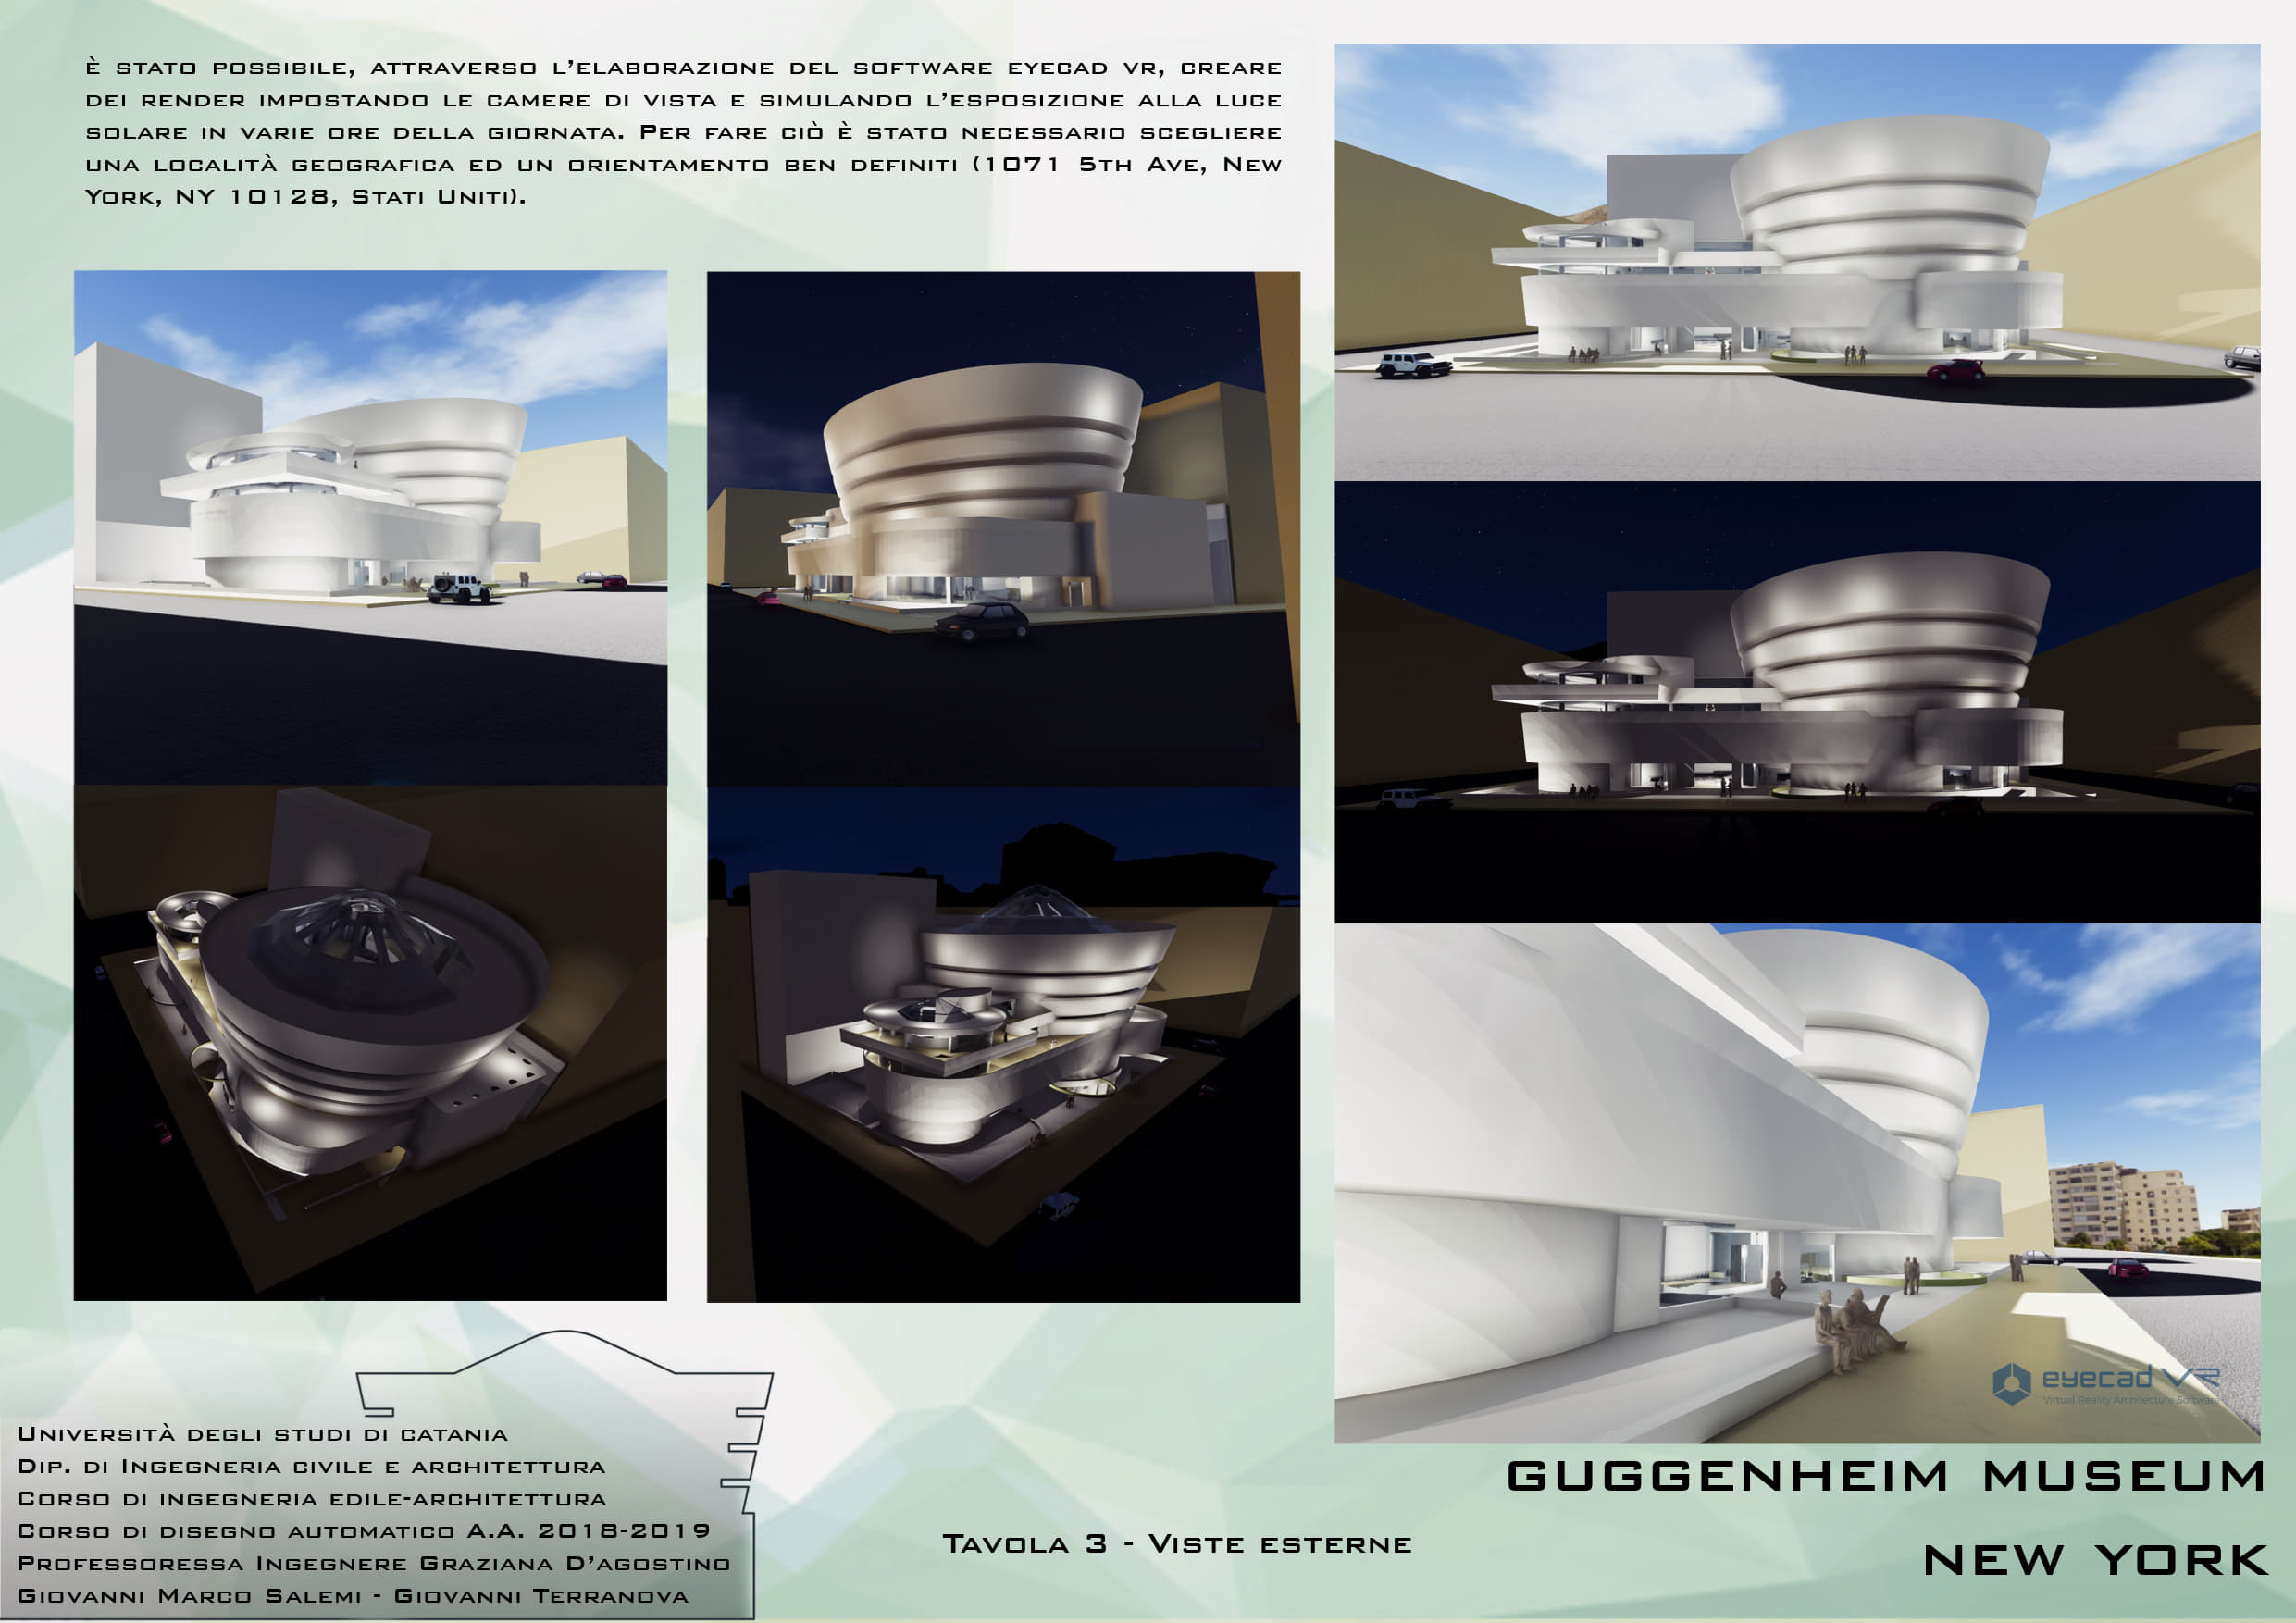 È STATO POSSIBILE, ATTRAVERSO L'ELABORAZIONE DEL SOFTWARE EYECAD VR, CREARE
DEI RENDER IMPOSTANDO LE CAMERE DI VISTA E SIMULANDO L'ESPOSIZIONE ALLA LUCE
SOLARE IN VARIE ORE DELLA GIORNATA. PER FARE CIÒ È STATO NECESSARIO SCEGLIERE
UNA LOCALITÀ GEOGRAFICA ED UN ORIENTAMENTO BEN DEFINITI (1071 5TH AVE, NEW
YORK, NY 10128, STATI UNITI).
eyecad VR
Virtual Reality Architecture Software
UNIVERSITÀ DEGLI STUDI DI CATANIA
DIP. DI INGEGNERIA CIVILE E ARCHITETTURA
CORSO DI INGEGNERIA EDILE-ARCHITETTURA
CORSO DI DISEGNO AUTOMATICO A.A. 2018-2019
PROFESSORESSA INGEGNERE GRAZIANA D'AGOSTINO
GIOVANNI MARCO SALEMI - GIOVANNI TERRANOVA
TAVOLA 3 - VISTE ESTERNE
GUGGENHEIM MUSEUM
NEW YORK